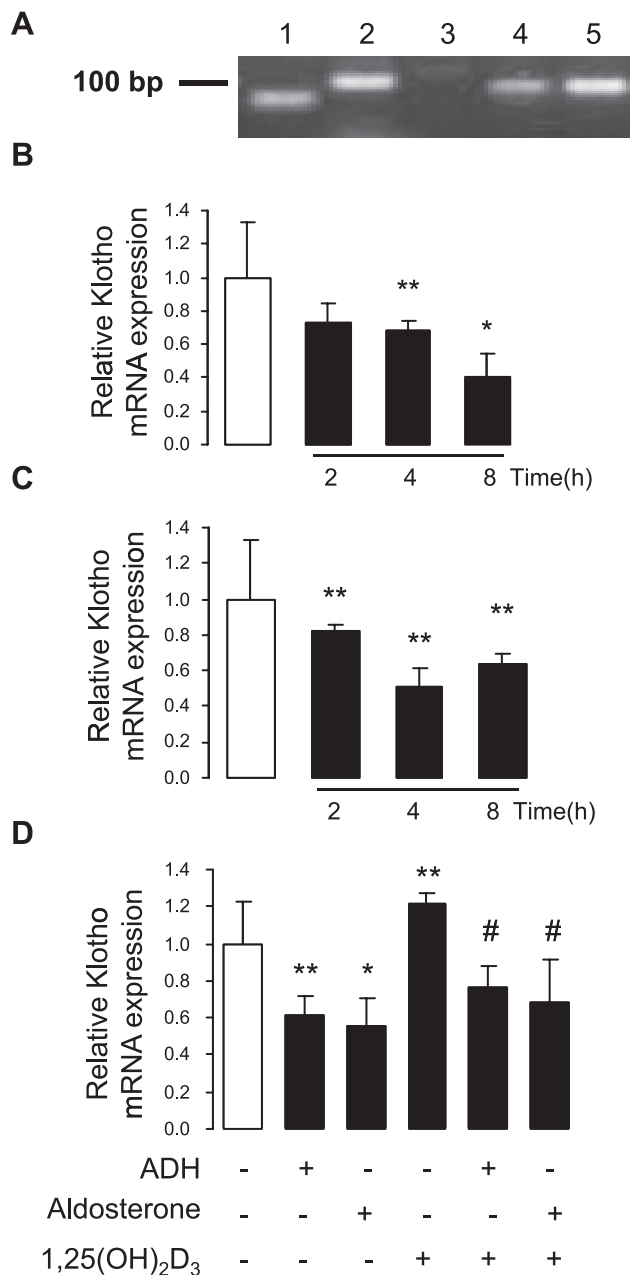 A
1 2 3 4 5
100 bp
B
Relative Klotho
mRNA expression
1.4
1.2
1.0
0.8
0.6
0.4
0.2
0.0
**
*
2 4 8 Time(h)
C
Relative Klotho
mRNA expression
1.4
1.2
1.0
0.8
0.6
0.4
0.2
0.0
**
**
**
2 4 8 Time(h)
D
Relative Klotho
mRNA expression
1.4
1.2
1.0
0.8
0.6
0.4
0.2
0.0
**
*
**
#
#
ADH - + - - + -
Aldosterone - - + - - +
1,25(OH)₂D₃ - - - + + +